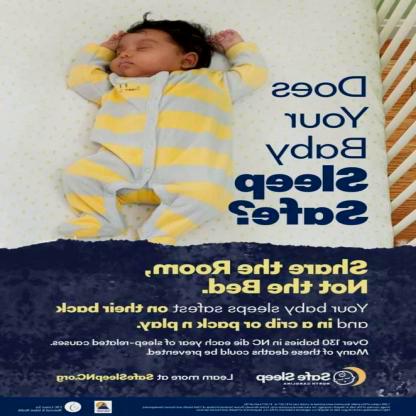 Does
Your
Baby
Sleep
Safe?
Share the Room,
Not the Bed.
Your baby sleeps safest on their back
and in a crib or pack n play.
Over 130 babies in NC die each year of sleep-related causes.
Many of these deaths could be prevented.
Safe Sleep
NORTH CAROLINA
Learn more at SafeSleepNC.org